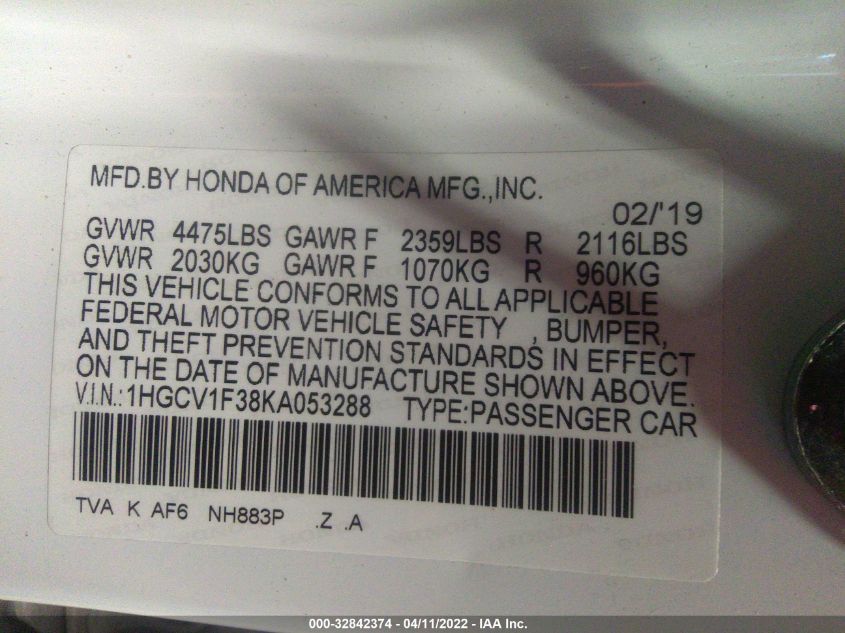 MFD.BY HONDA OF AMERICA MFG.,INC.
02/'19
GVWR 4475LBS GAWR F 2359LBS R 2116LBS
GVWR 2030KG GAWR F 1070KG R 960KG
THIS VEHICLE CONFORMS TO ALL APPLICABLE
FEDERAL MOTOR VEHICLE SAFETY , BUMPER,
AND THEFT PREVENTION STANDARDS IN EFFECT
ON THE DATE OF MANUFACTURE SHOWN ABOVE.
V.I.N.:1HGCV1F38KA053288 TYPE:PASSENGER CAR
TVA K AF6 NH883P .Z .A
000-32842374 - 04/11/2022 - IAA Inc.